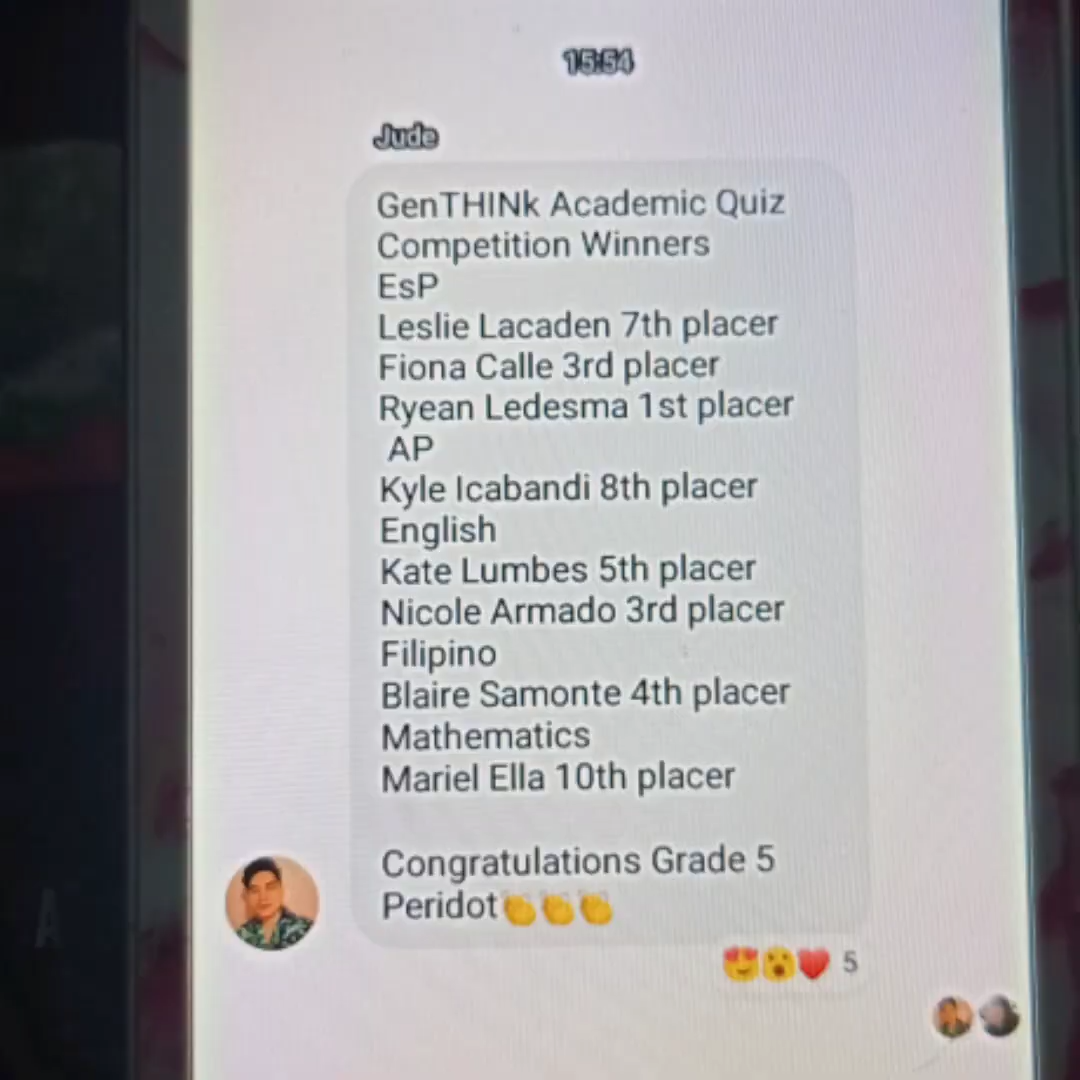 15:54
Jude
GenTHINk Academic Quiz
Competition Winners
EsP
Leslie Lacaden 7th placer
Fiona Calle 3rd placer
Ryean Ledesma 1st placer
AP
Kyle Icabandi 8th placer
English
Kate Lumbes 5th placer
Nicole Armado 3rd placer
Filipino
Blaire Samonte 4th placer
Mathematics
Mariel Ella 10th placer
Congratulations Grade 5
Peridot👏👏👏
😍😮❤️ 5